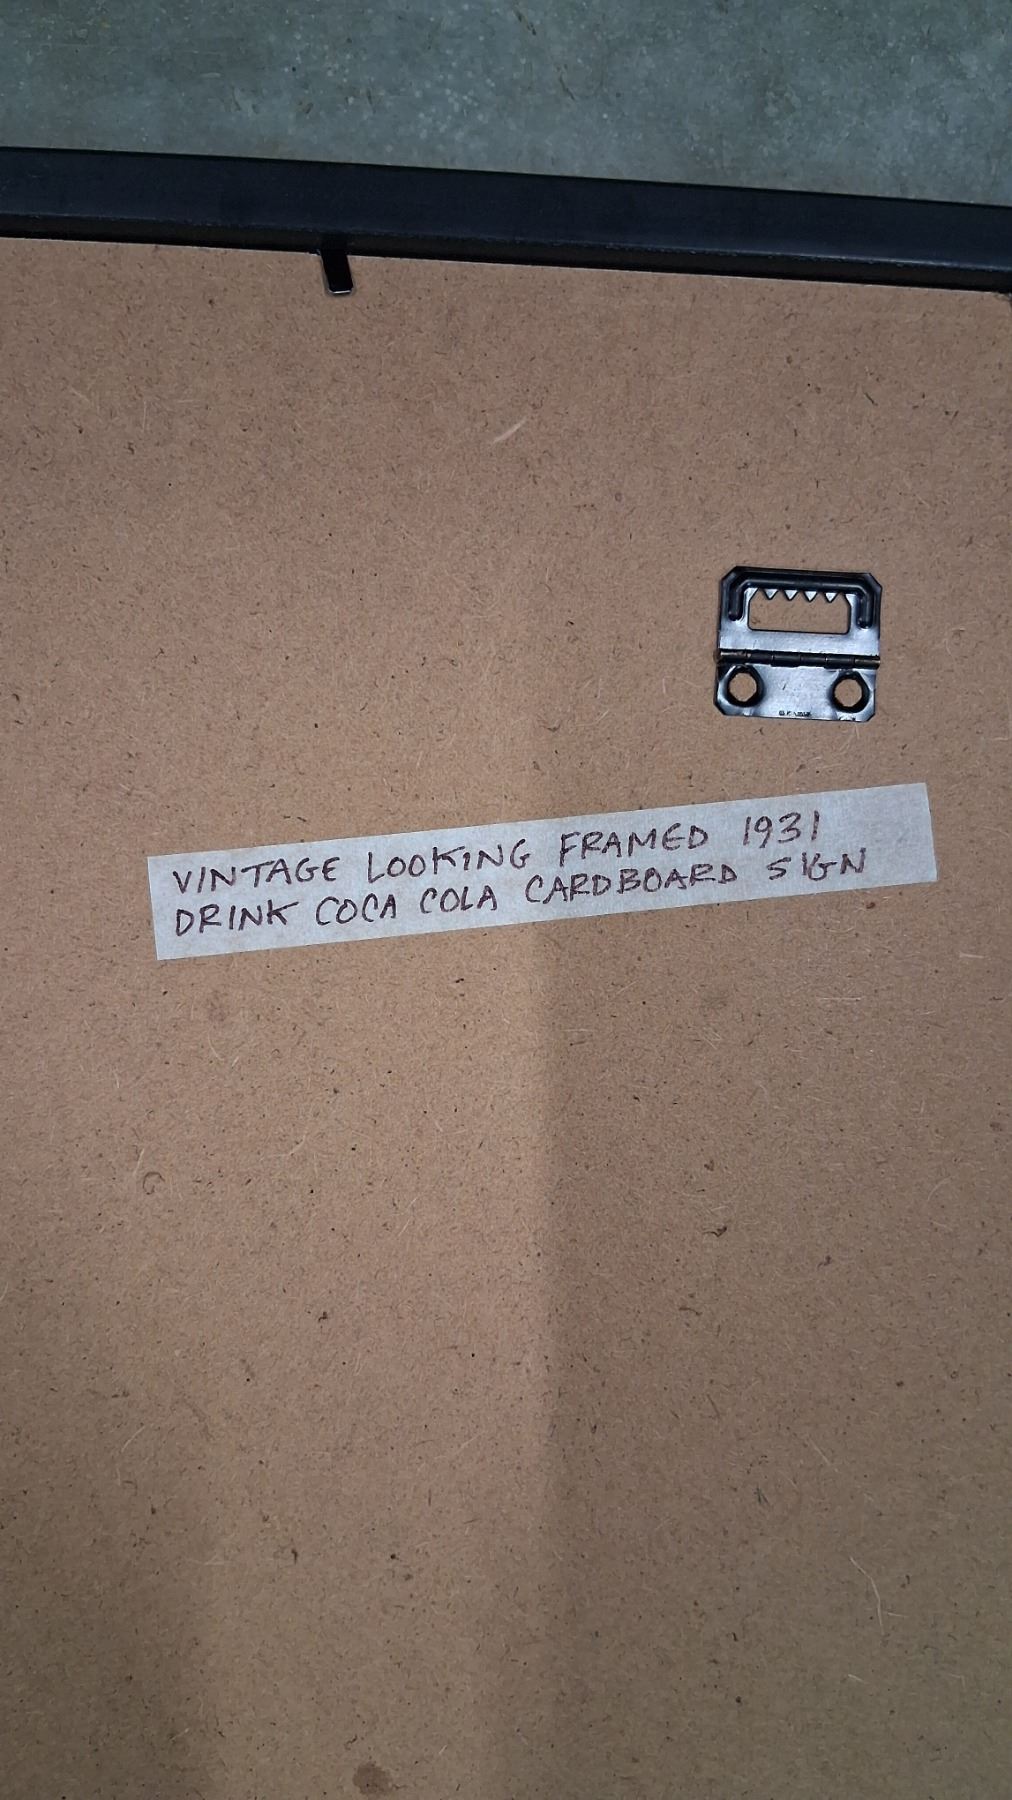 VINTAGE LOOKING FRAMED 1931
DRINK COCA COLA CARDBOARD SIGN